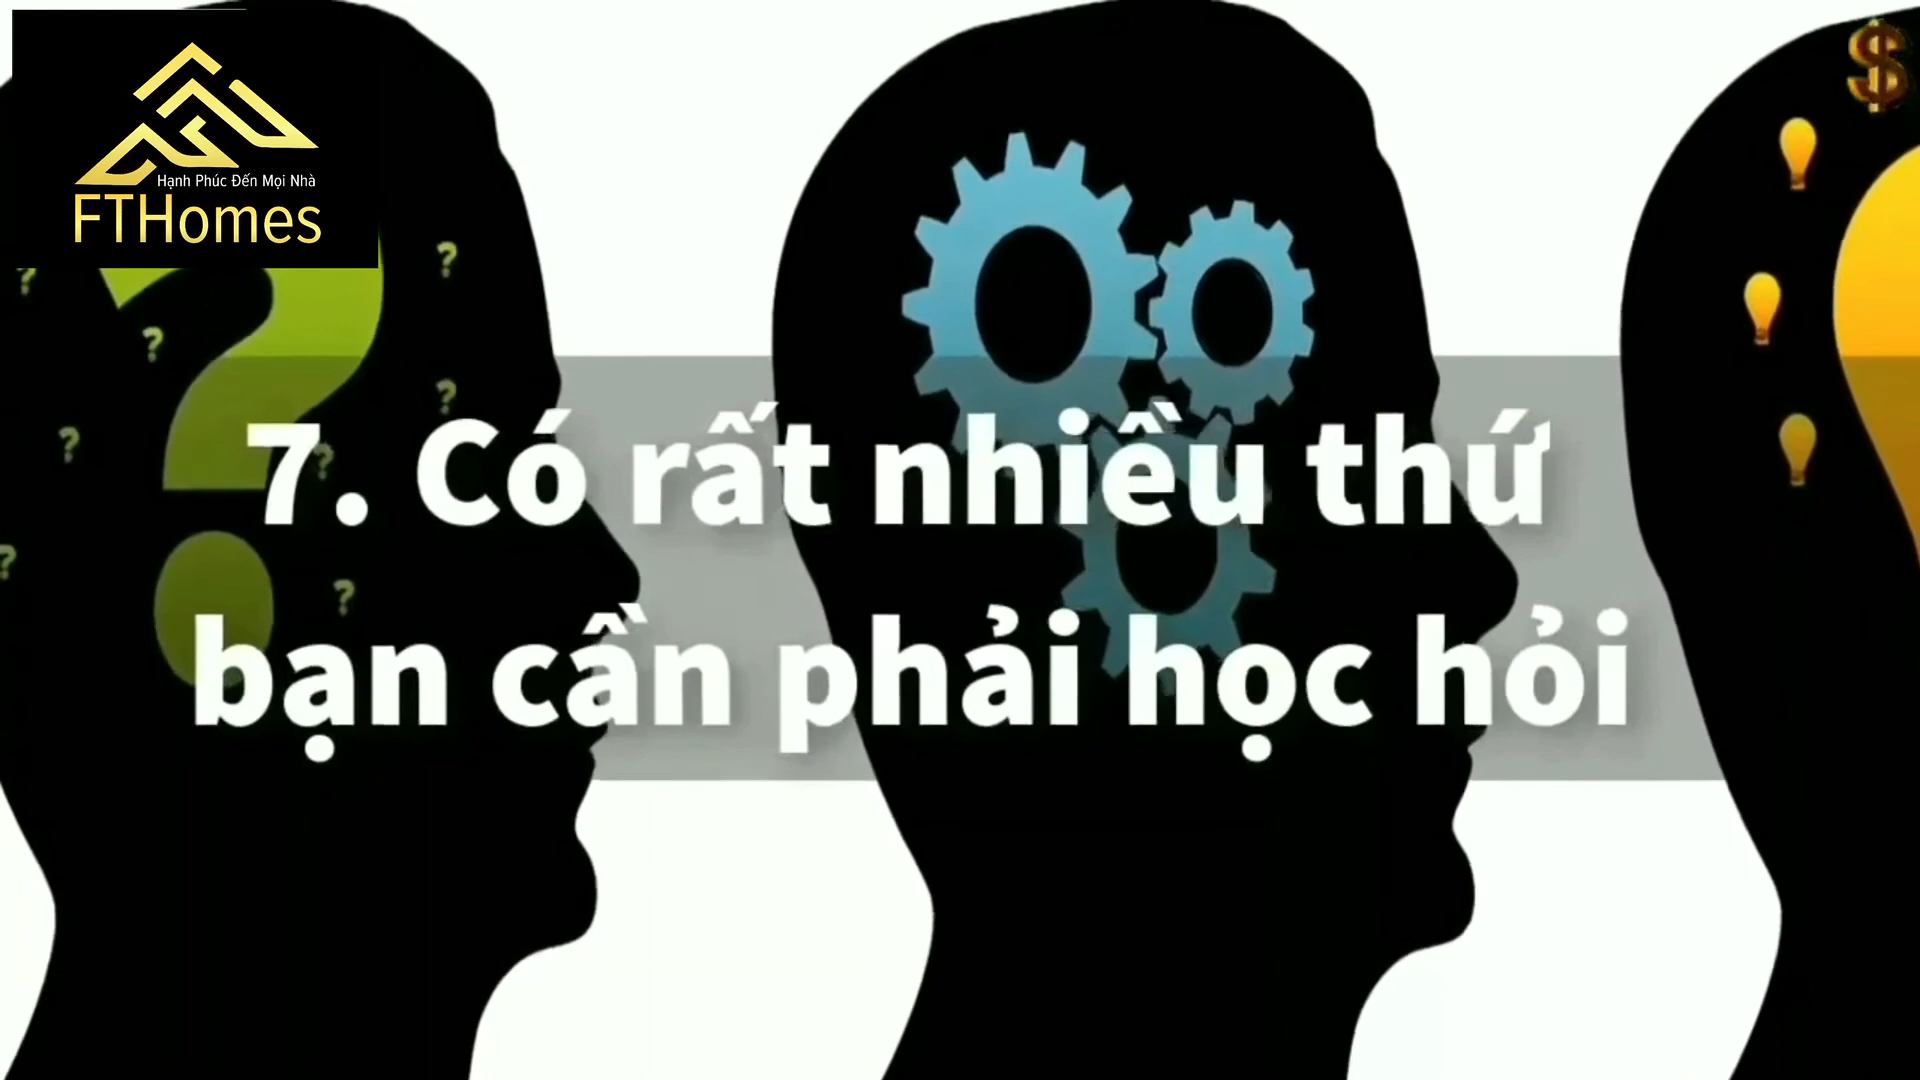 Hạnh Phúc Đến Mọi Nhà
FTHomes
7. Có rất nhiều thứ
bạn cần phải học hỏi